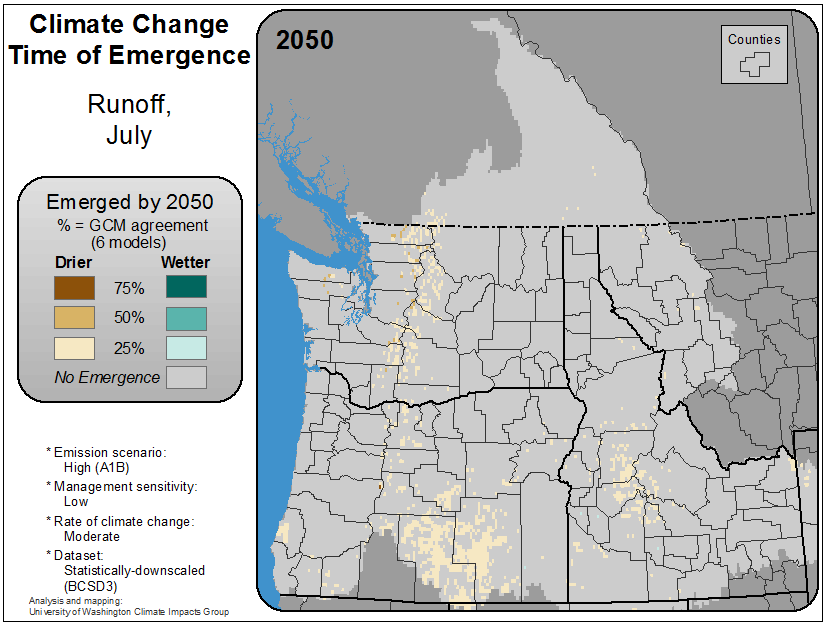 Climate Change
Time of Emergence
Runoff,
July
Emerged by 2050
% = GCM agreement
(6 models)
Drier Wetter
75%
50%
25%
No Emergence
* Emission scenario:
High (A1B)
* Management sensitivity:
Low
* Rate of climate change:
Moderate
* Dataset:
Statistically-downscaled
(BCSD3)
Analysis and mapping:
University of Washington Climate Impacts Group
2050
Counties